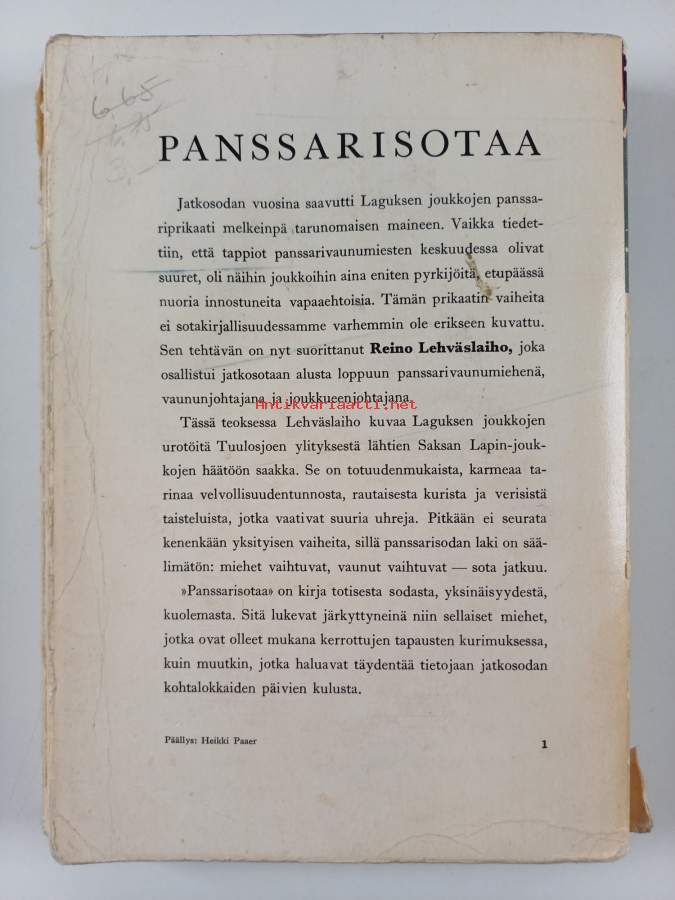 6,65
3.-
PANSSARISOTAA
Jatkosodan vuosina saavutti Laguksen joukkojen panssa-
riprikaati melkeinpä tarunomaisen maineen. Vaikka tiedet-
tiin, että tappiot panssarivaunumiesten keskuudessa olivat
suuret, oli näihin joukkoihin aina eniten pyrkijöitä, etupäässä
nuoria innostuneita vapaaehtoisia. Tämän prikaatin vaiheita
ei sotakirjallisuudessamme varhemmin ole erikseen kuvattu.
Sen tehtävän on nyt suorittanut Reino Lehväslaiho, joka
osallistui jatkosotaan alusta loppuun panssarivaunumiehenä,
vaununjohtajana ja joukkueenjohtajana.
Antikvariaatti.net
Tässä teoksessa Lehväslaiho kuvaa Laguksen joukkojen
urotöitä Tuulosjoen ylityksestä lähtien Saksan Lapin-jouk-
kojen häätöön saakka. Se on totuudenmukaista, karmeaa ta-
rinaa velvollisuudentunnosta, rautaisesta kurista ja verisistä
taisteluista, jotka vaativat suuria uhreja. Pitkään ei seurata
kenenkään yksityisen vaiheita, sillä panssarisodan laki on sää-
limätön: miehet vaihtuvat, vaunut vaihtuvat — sota jatkuu.
»Panssarisotaa» on kirja totisesta sodasta, yksinäisyydestä,
kuolemasta. Sitä lukevat järkyttyneinä niin sellaiset miehet,
jotka ovat olleet mukana kerrottujen tapausten kurimuksessa,
kuin muutkin, jotka haluavat täydentää tietojaan jatkosodan
kohtalokkaiden päivien kulusta.
Päällys: Heikki Paaer
1